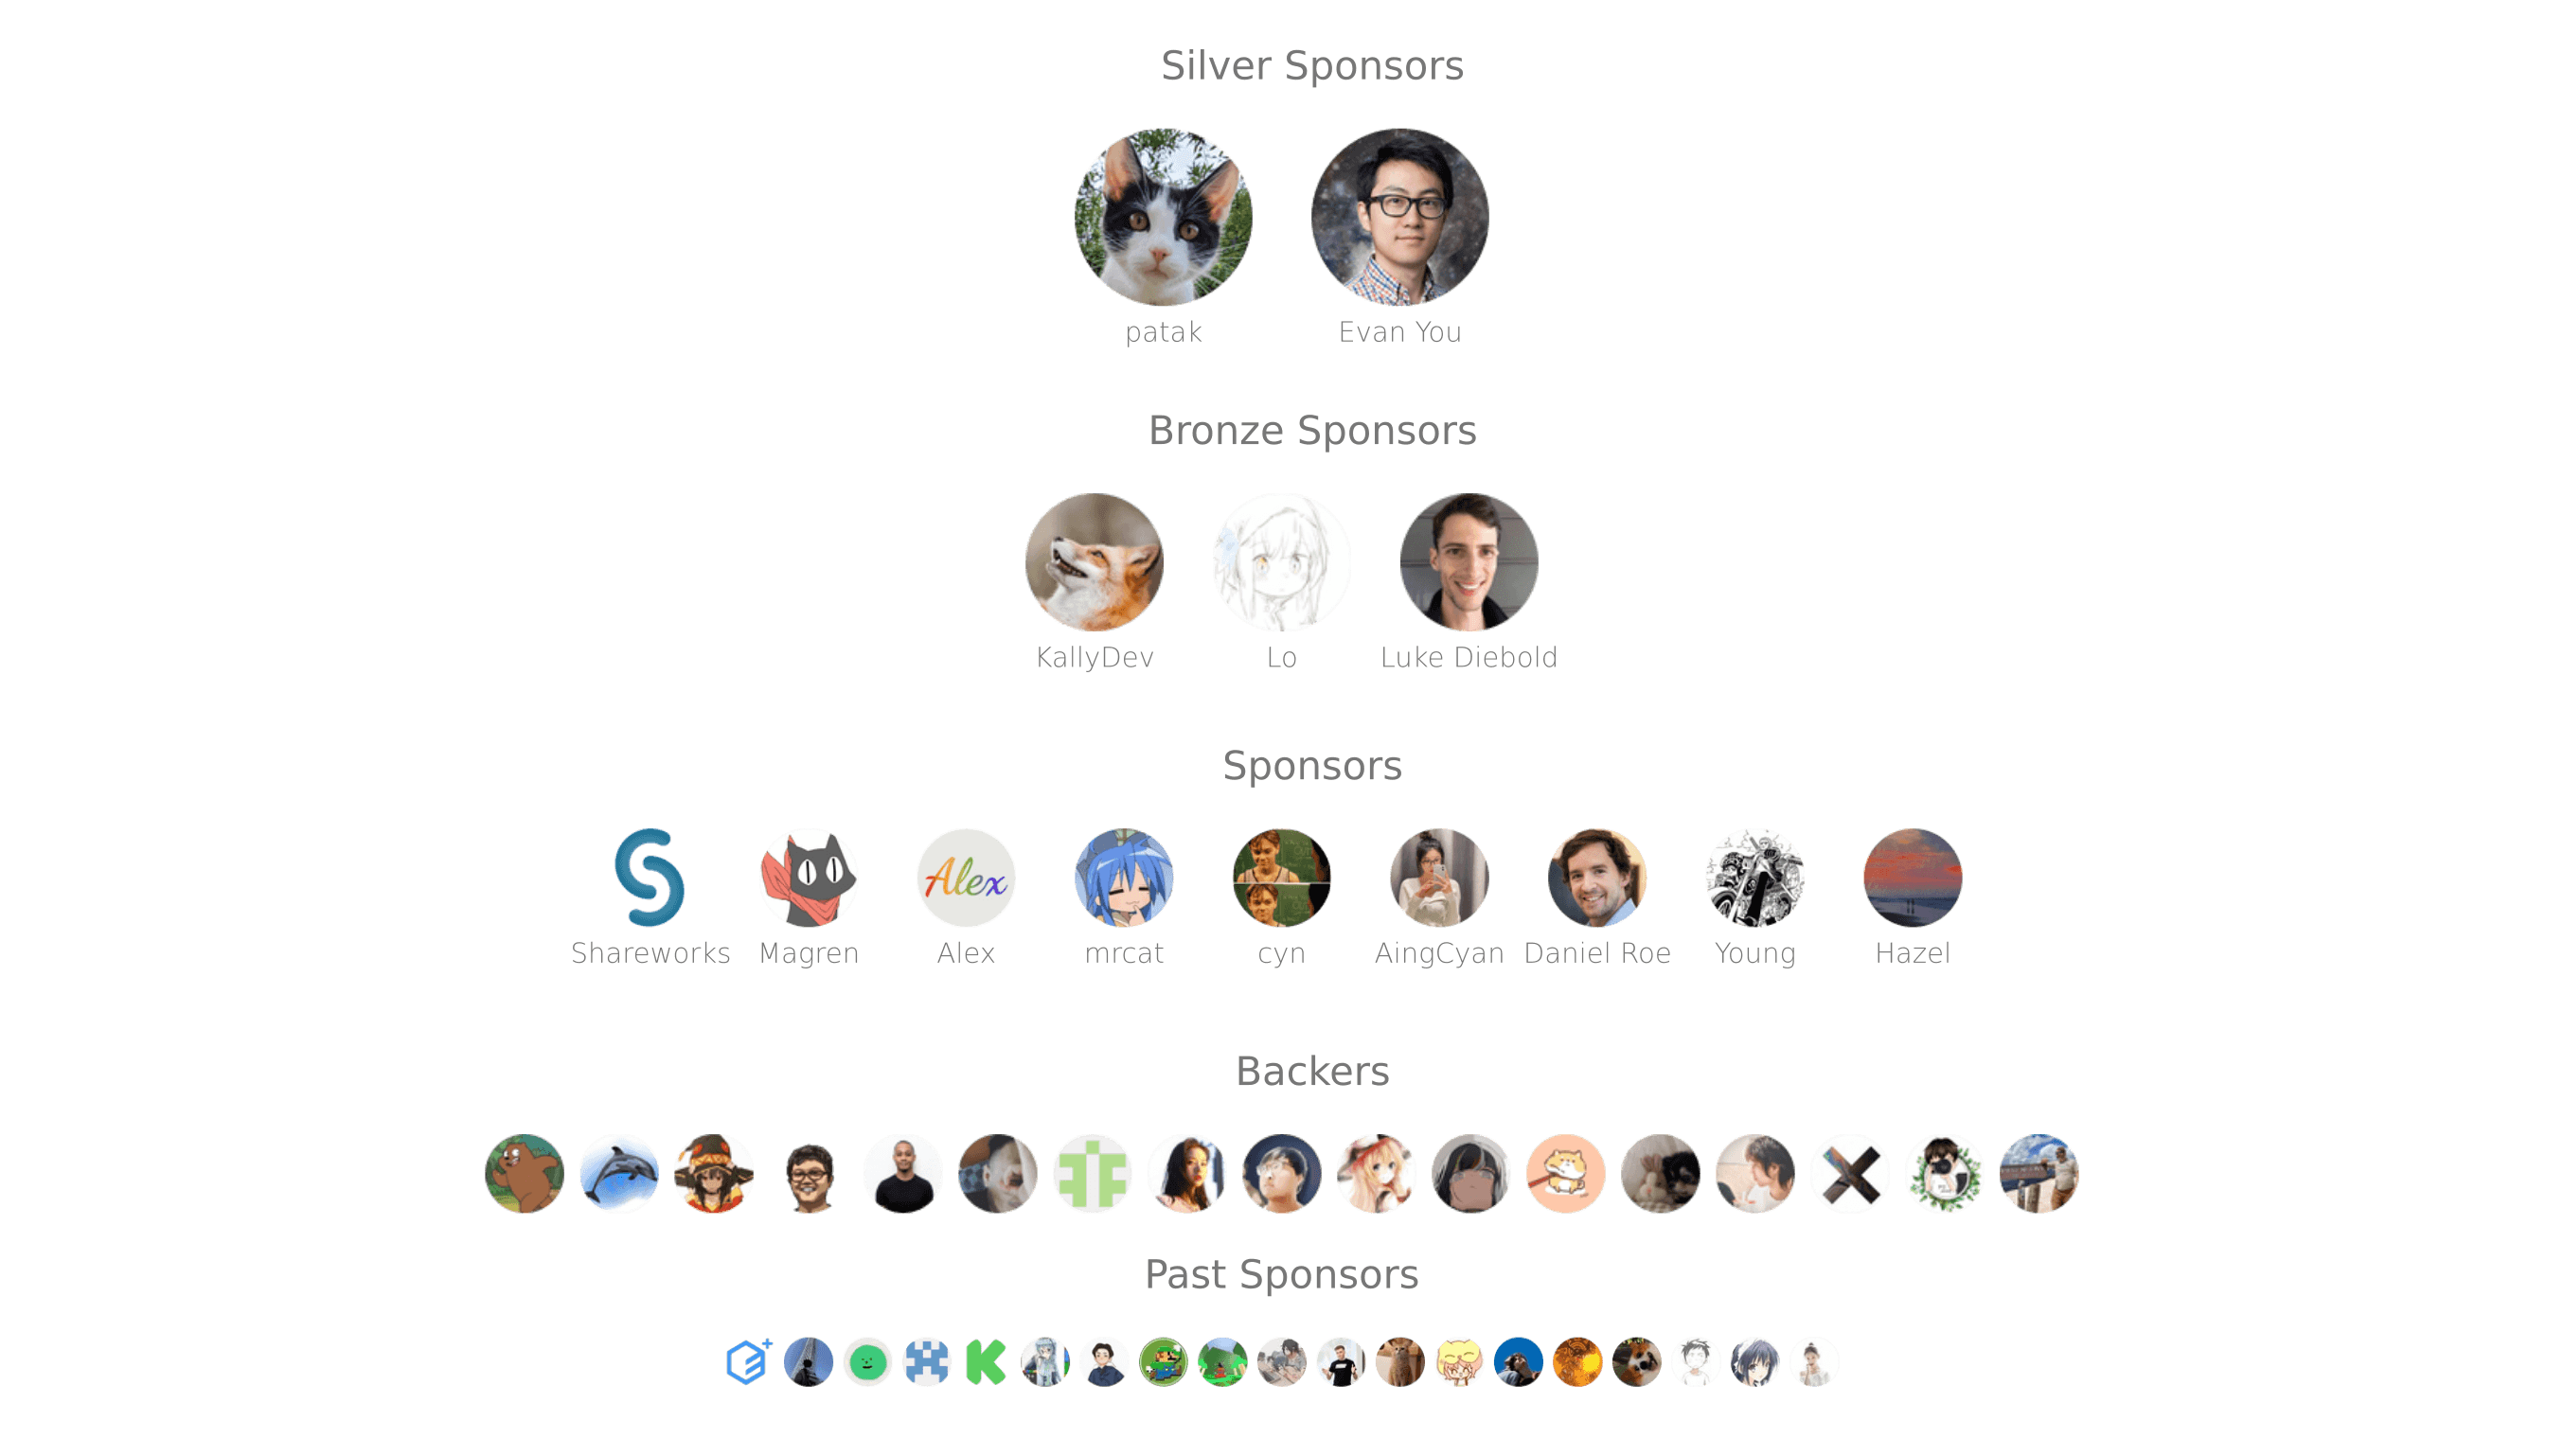 Silver Sponsors
patak
Evan You
Bronze Sponsors
KallyDev
Lo
Luke Diebold
Sponsors
Alex
Shareworks
Magren
Alex
mrcat
cyn
AingCyan
Daniel Roe
Young
Hazel
Backers
Past Sponsors